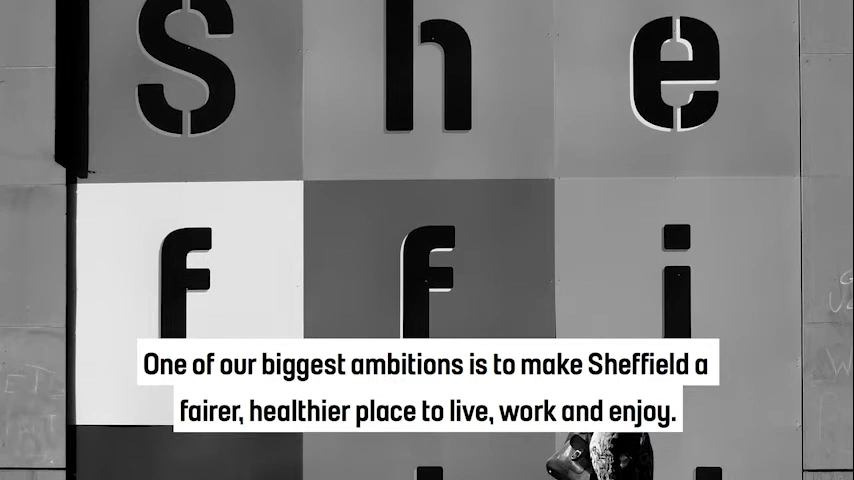 She
ffi
One of our biggest ambitions is to make Sheffield a
fairer, healthier place to live, work and enjoy.